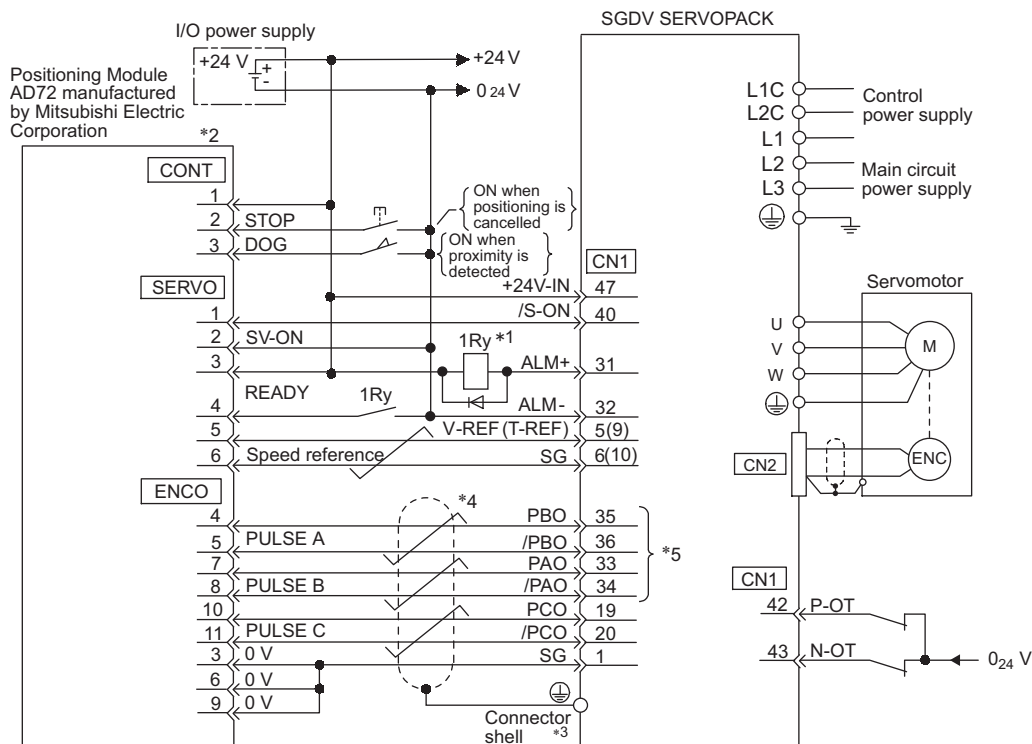 SGDV SERVOPACK
I/O power supply
+24 V
+
-
+24 V
0 24 V
Positioning Module
AD72 manufactured
by Mitsubishi Electric
Corporation
*2
CONT
1
2 STOP
3 DOG
ON when
positioning is
cancelled
ON when
proximity is
detected
SERVO
1
2 SV-ON
3
READY
4
5
6 Speed reference
1Ry *1
1Ry
CN1
+24V-IN 47
/S-ON 40
ALM+ 31
ALM- 32
V-REF (T-REF) 5(9)
SG 6(10)
ENCO
4
5 PULSE A
7
8 PULSE B
10
11 PULSE C
3 0 V
6 0 V
9 0 V
*4
PBO 35
/PBO 36
PAO 33
/PAO 34
PCO 19
/PCO 20
SG 1
*5
Connector
shell *3
L1C
L2C
Control
power supply
L1
L2
L3
Main circuit
power supply
Servomotor
U
V
W
M
CN2
ENC
CN1
42 P-OT
43 N-OT
024 V